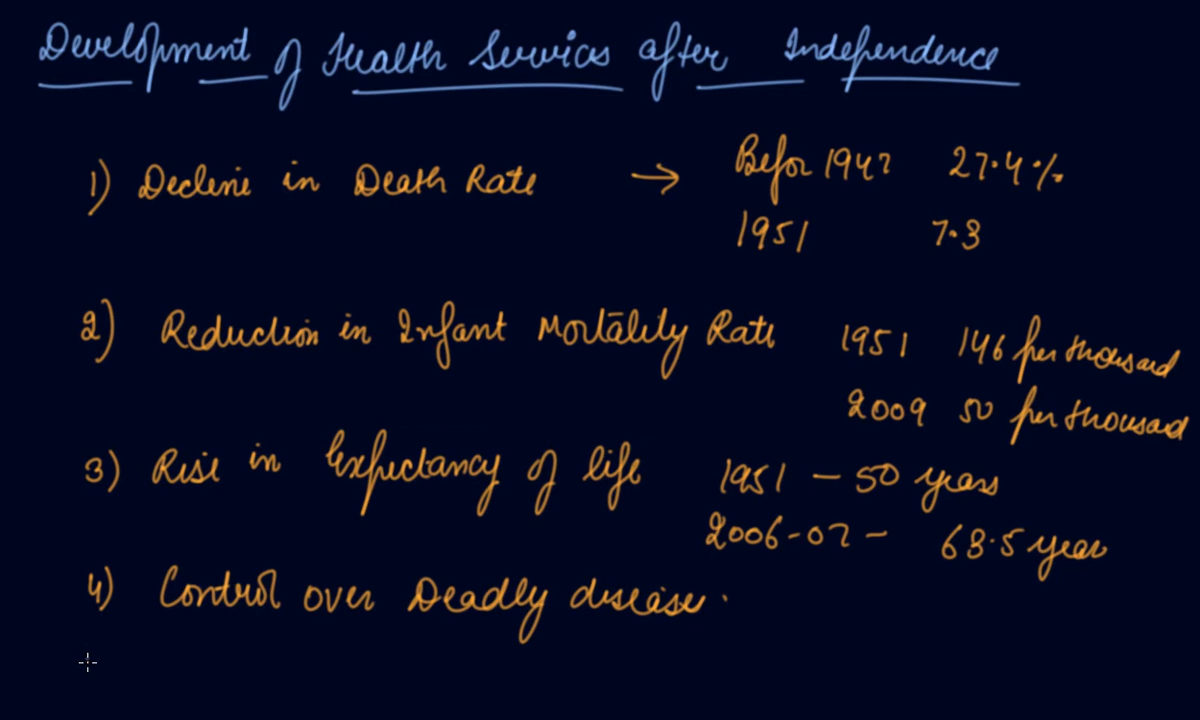 Development of Health Services after Independence
1) Decline in Death Rate → Befor 1947 27.4%
1951 7.3
2) Reduction in Infant Mortality Rate 1951 146 per thousand
2009 50 per thousand
3) Rise in Expectancy of life 1951 - 50 years
2006-07 - 63.5 year
4) Control over Deadly disease.